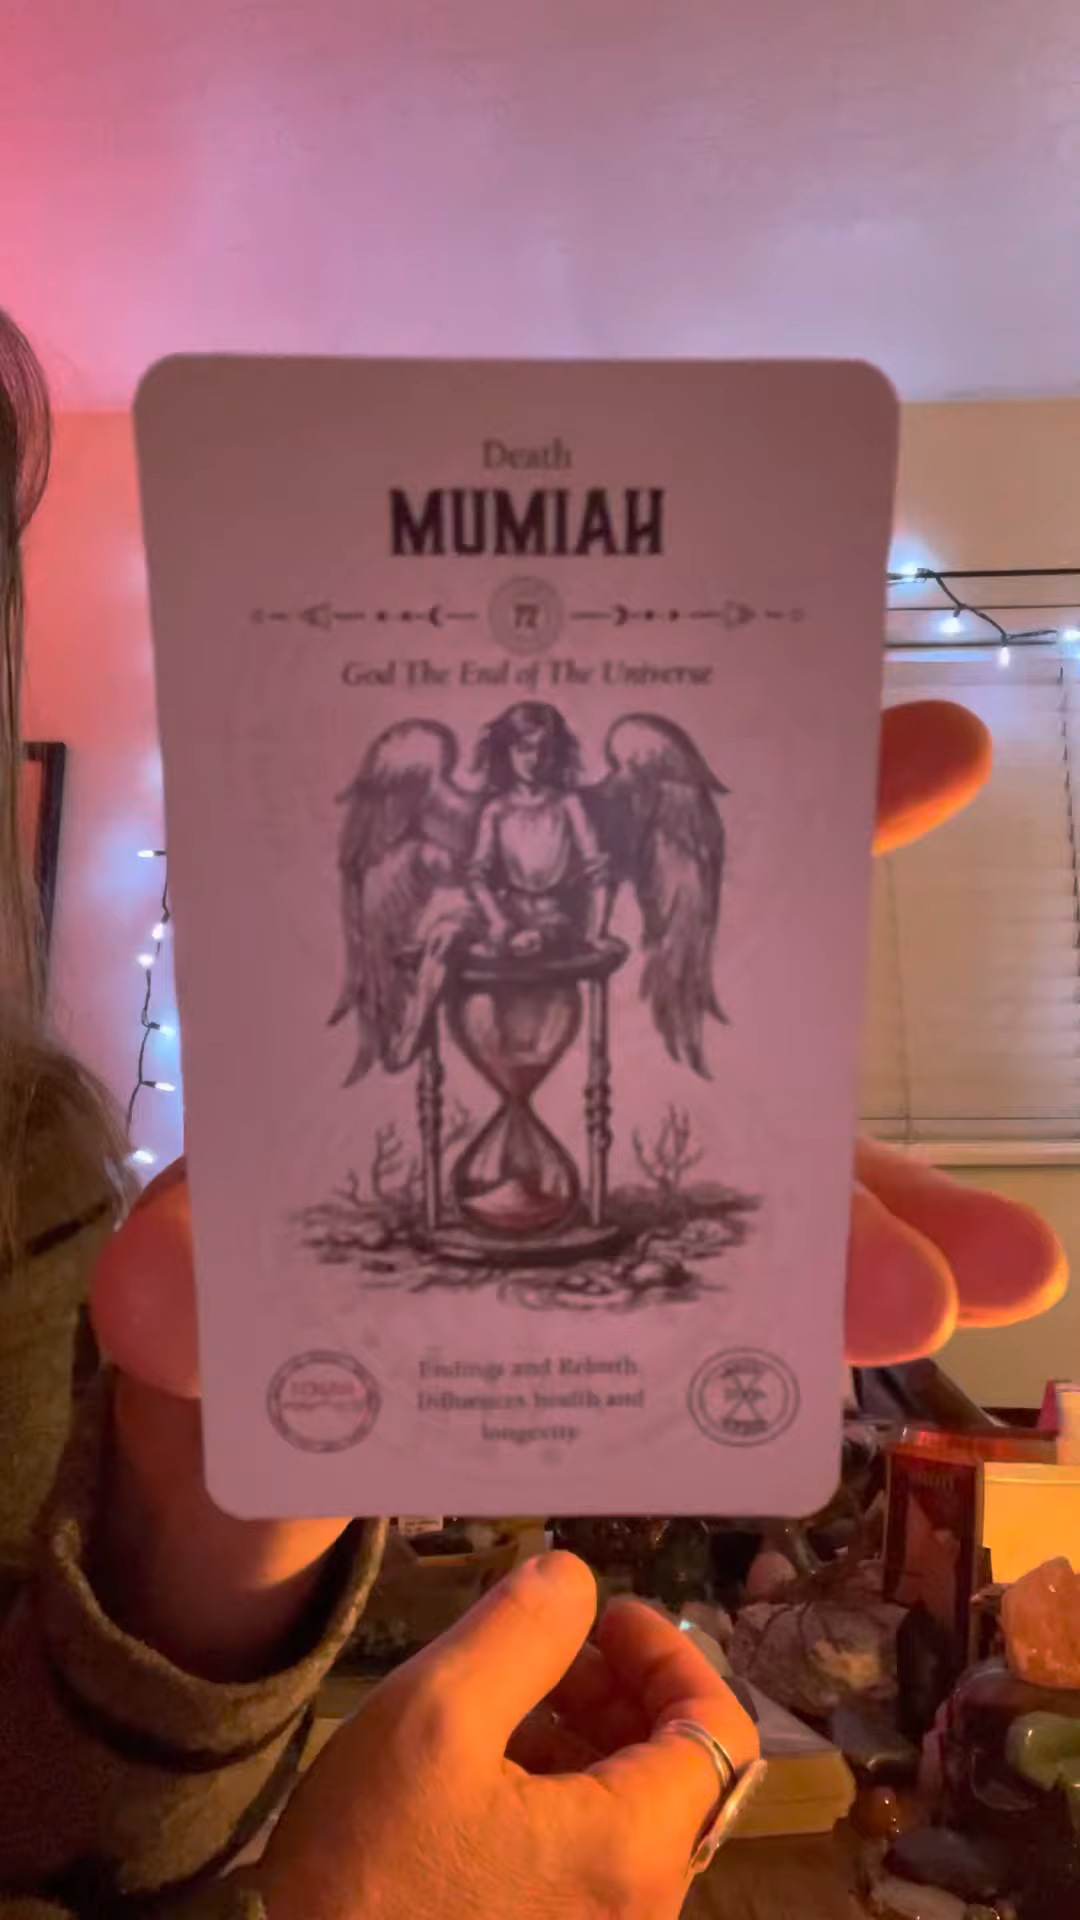 Death
MUMIAH
72
God The End of The Universe
Endings and Rebirth
Influences health and
longevity